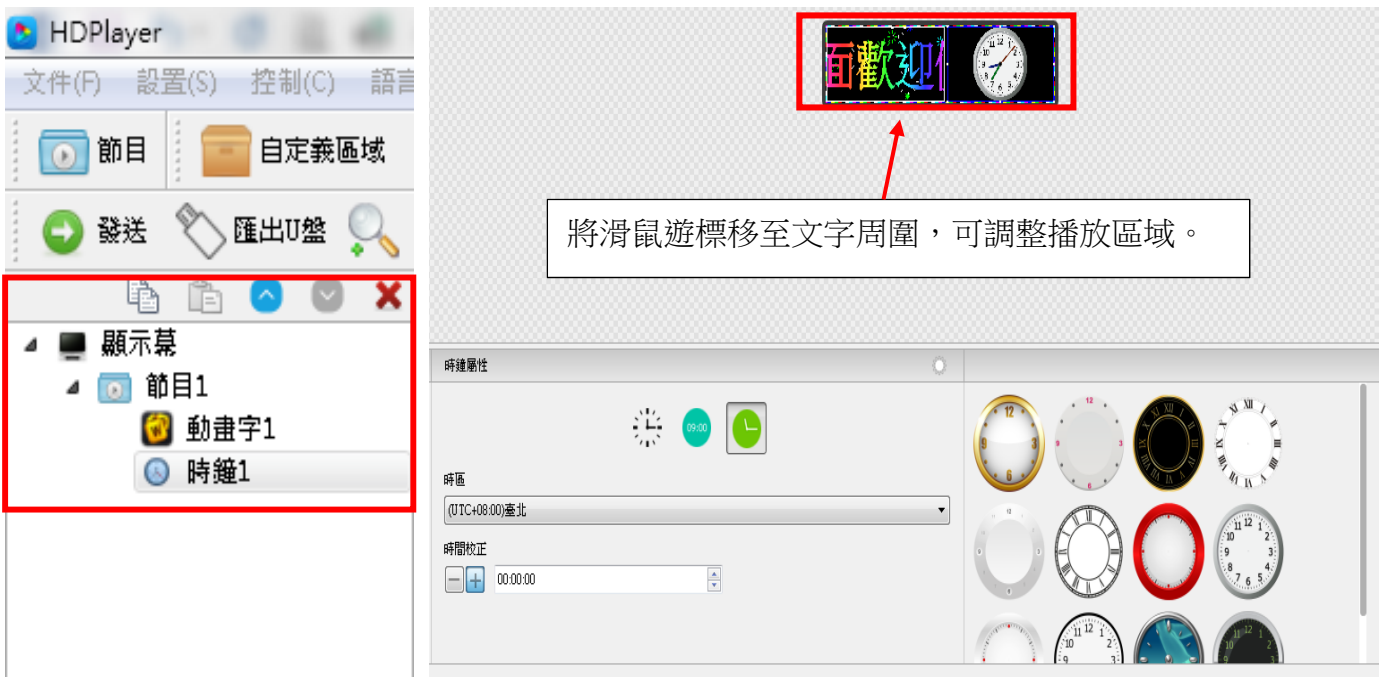 HDPlayer
文件(F) 設置(S) 控制(C) 語言
節目 自定義區域
發送 匯出U盤
顯示幕
節目1
動畫字1
時鐘1
面歡迎
將滑鼠遊標移至文字周圍，可調整播放區域。
時鐘屬性
09:00
時區
(UTC+08:00)臺北
時間校正
00:00:00